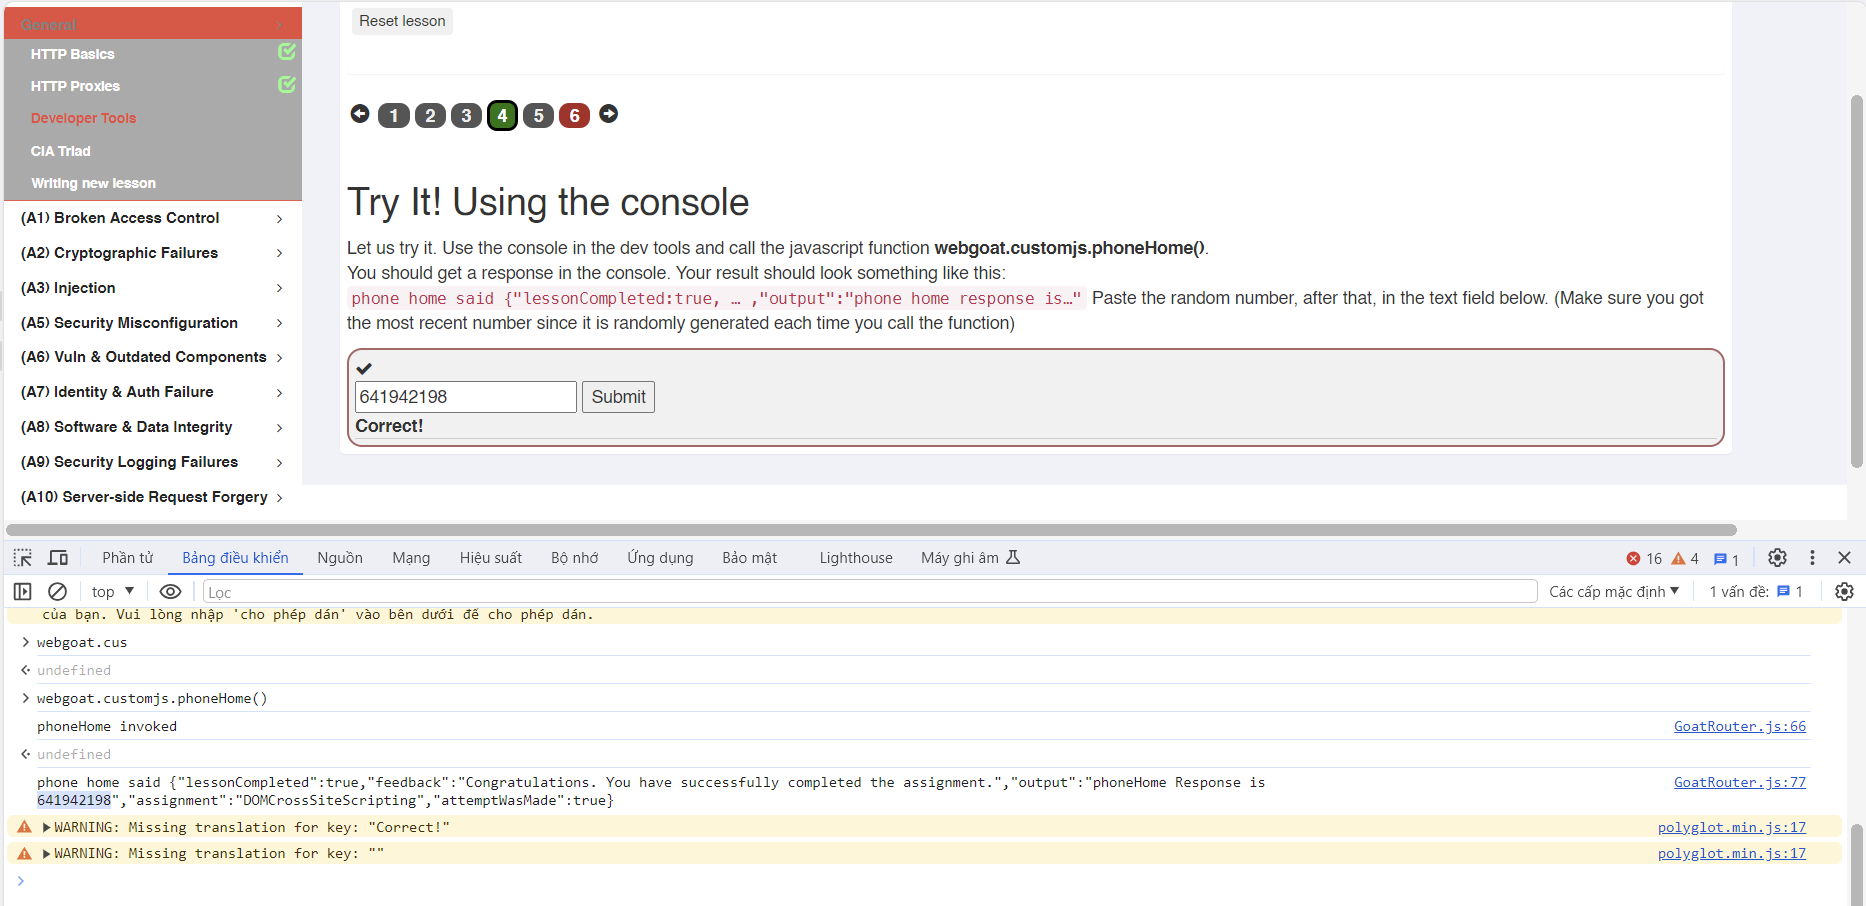 General
HTTP Basics
HTTP Proxies
Developer Tools
CIA Triad
Writing new lesson
(A1) Broken Access Control
(A2) Cryptographic Failures
(A3) Injection
(A5) Security Misconfiguration
(A6) Vuln & Outdated Components
(A7) Identity & Auth Failure
(A8) Software & Data Integrity
(A9) Security Logging Failures
(A10) Server-side Request Forgery
Reset lesson
1 2 3 4 5 6
Try It! Using the console
Let us try it. Use the console in the dev tools and call the javascript function webgoat.customjs.phoneHome().
You should get a response in the console. Your result should look something like this:
phone home said {"lessonCompleted:true, … ,"output":"phone home response is…" Paste the random number, after that, in the text field below. (Make sure you got
the most recent number since it is randomly generated each time you call the function)
641942198 Submit
Correct!
Phần tử Bảng điều khiển Nguồn Mạng Hiệu suất Bộ nhớ Ứng dụng Bảo mật Lighthouse Máy ghi âm 16 4 1
top Lọc Các cấp mặc định 1 vấn đề: 1
của bạn. Vui lòng nhập 'cho phép dán' vào bên dưới để cho phép dán.
webgoat.cus
undefined
webgoat.customjs.phoneHome()
phoneHome invoked GoatRouter.js:66
undefined
phone home said {"lessonCompleted":true,"feedback":"Congratulations. You have successfully completed the assignment.","output":"phoneHome Response is GoatRouter.js:77
641942198","assignment":"DOMCrossSiteScripting","attemptWasMade":true}
WARNING: Missing translation for key: "Correct!" polyglot.min.js:17
WARNING: Missing translation for key: "" polyglot.min.js:17